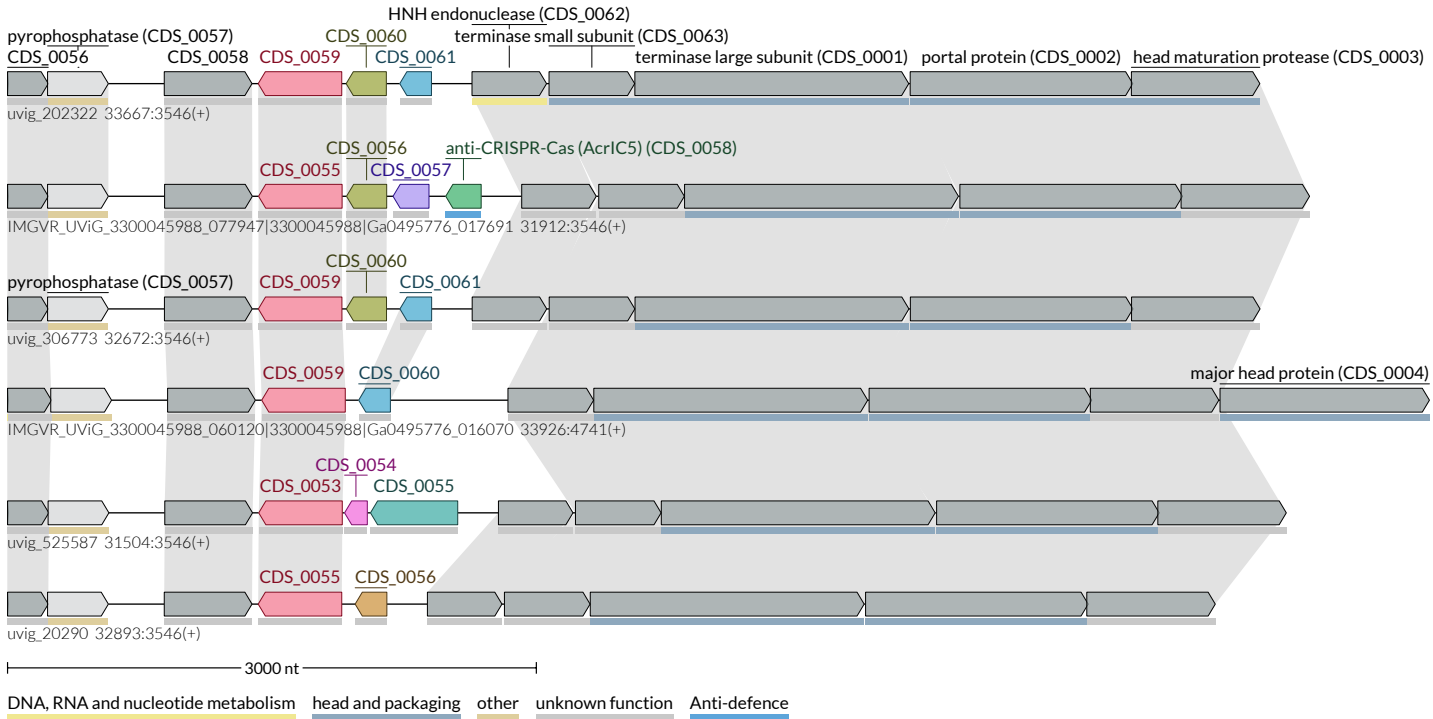 HNH endonuclease (CDS_0062)
pyrophosphatase (CDS_0057) CDS_0060 terminase small subunit (CDS_0063)
CDS_0056 CDS_0058 CDS_0059 CDS_0061 terminase large subunit (CDS_0001) portal protein (CDS_0002) head maturation protease (CDS_0003)
uvig_202322 33667:3546(+)
CDS_0056 anti-CRISPR-Cas (AcrIC5) (CDS_0058)
CDS_0055 CDS_0057
IMGVR_UViG_3300045988_077947|3300045988|Ga0495776_017691 31912:3546(+)
CDS_0060
pyrophosphatase (CDS_0057) CDS_0059 CDS_0061
uvig_306773 32672:3546(+)
CDS_0059 CDS_0060 major head protein (CDS_0004)
IMGVR_UViG_3300045988_060120|3300045988|Ga0495776_016070 33926:4741(+)
CDS_0054
CDS_0053 CDS_0055
uvig_525587 31504:3546(+)
CDS_0055 CDS_0056
uvig_20290 32893:3546(+)
3000 nt
DNA, RNA and nucleotide metabolism head and packaging other unknown function Anti-defence